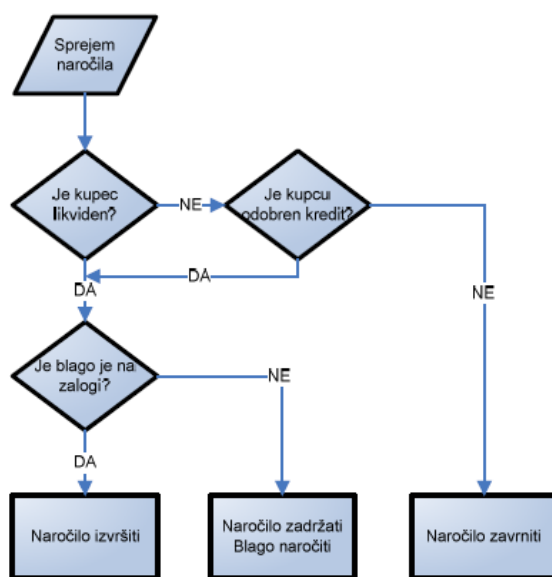 Sprejem
naročila
Je kupec
likviden?
NE
Je kupcu
odobren kredit?
DA
DA
NE
Je blago je na
zalogi?
NE
DA
Naročilo izvršiti
Naročilo zadržati
Blago naročiti
Naročilo zavrniti